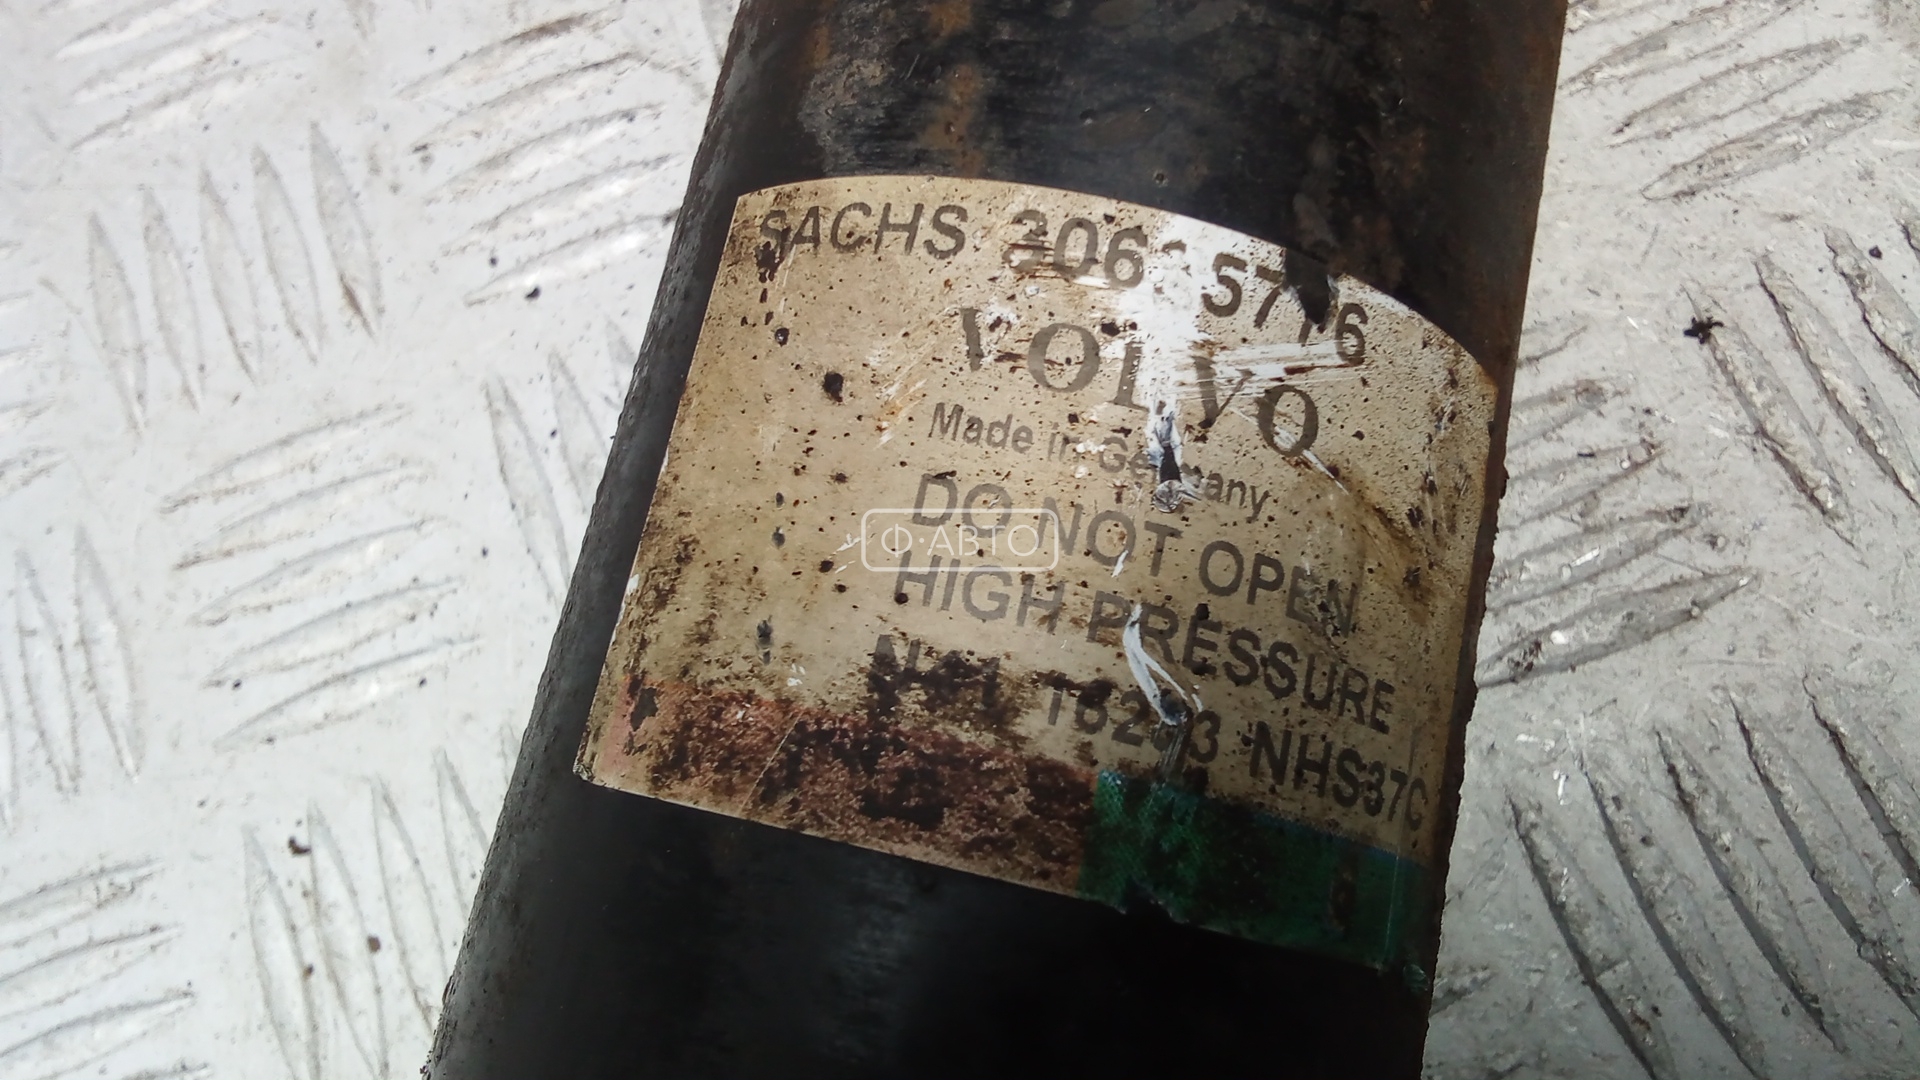 SACHS
VOLVO
Made in Germany
DO NOT OPEN
HIGH PRESSURE
NHS37C
Ф·АВТО